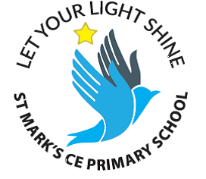 LET YOUR LIGHT SHINE
ST MARK'S CE PRIMARY SCHOOL